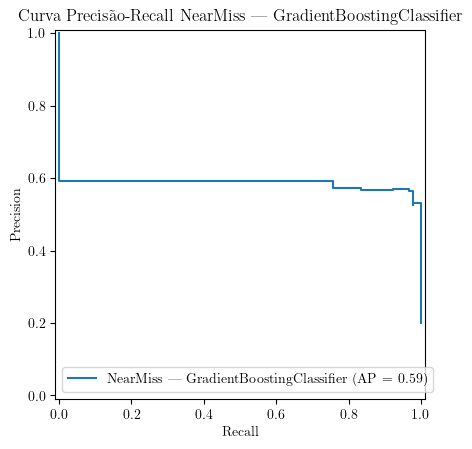 Curva Precisão-Recall NearMiss — GradientBoostingClassifier
1.0
0.8
0.6
0.4
0.2
0.0
Precision
NearMiss — GradientBoostingClassifier (AP = 0.59)
0.0 0.2 0.4 0.6 0.8 1.0
Recall